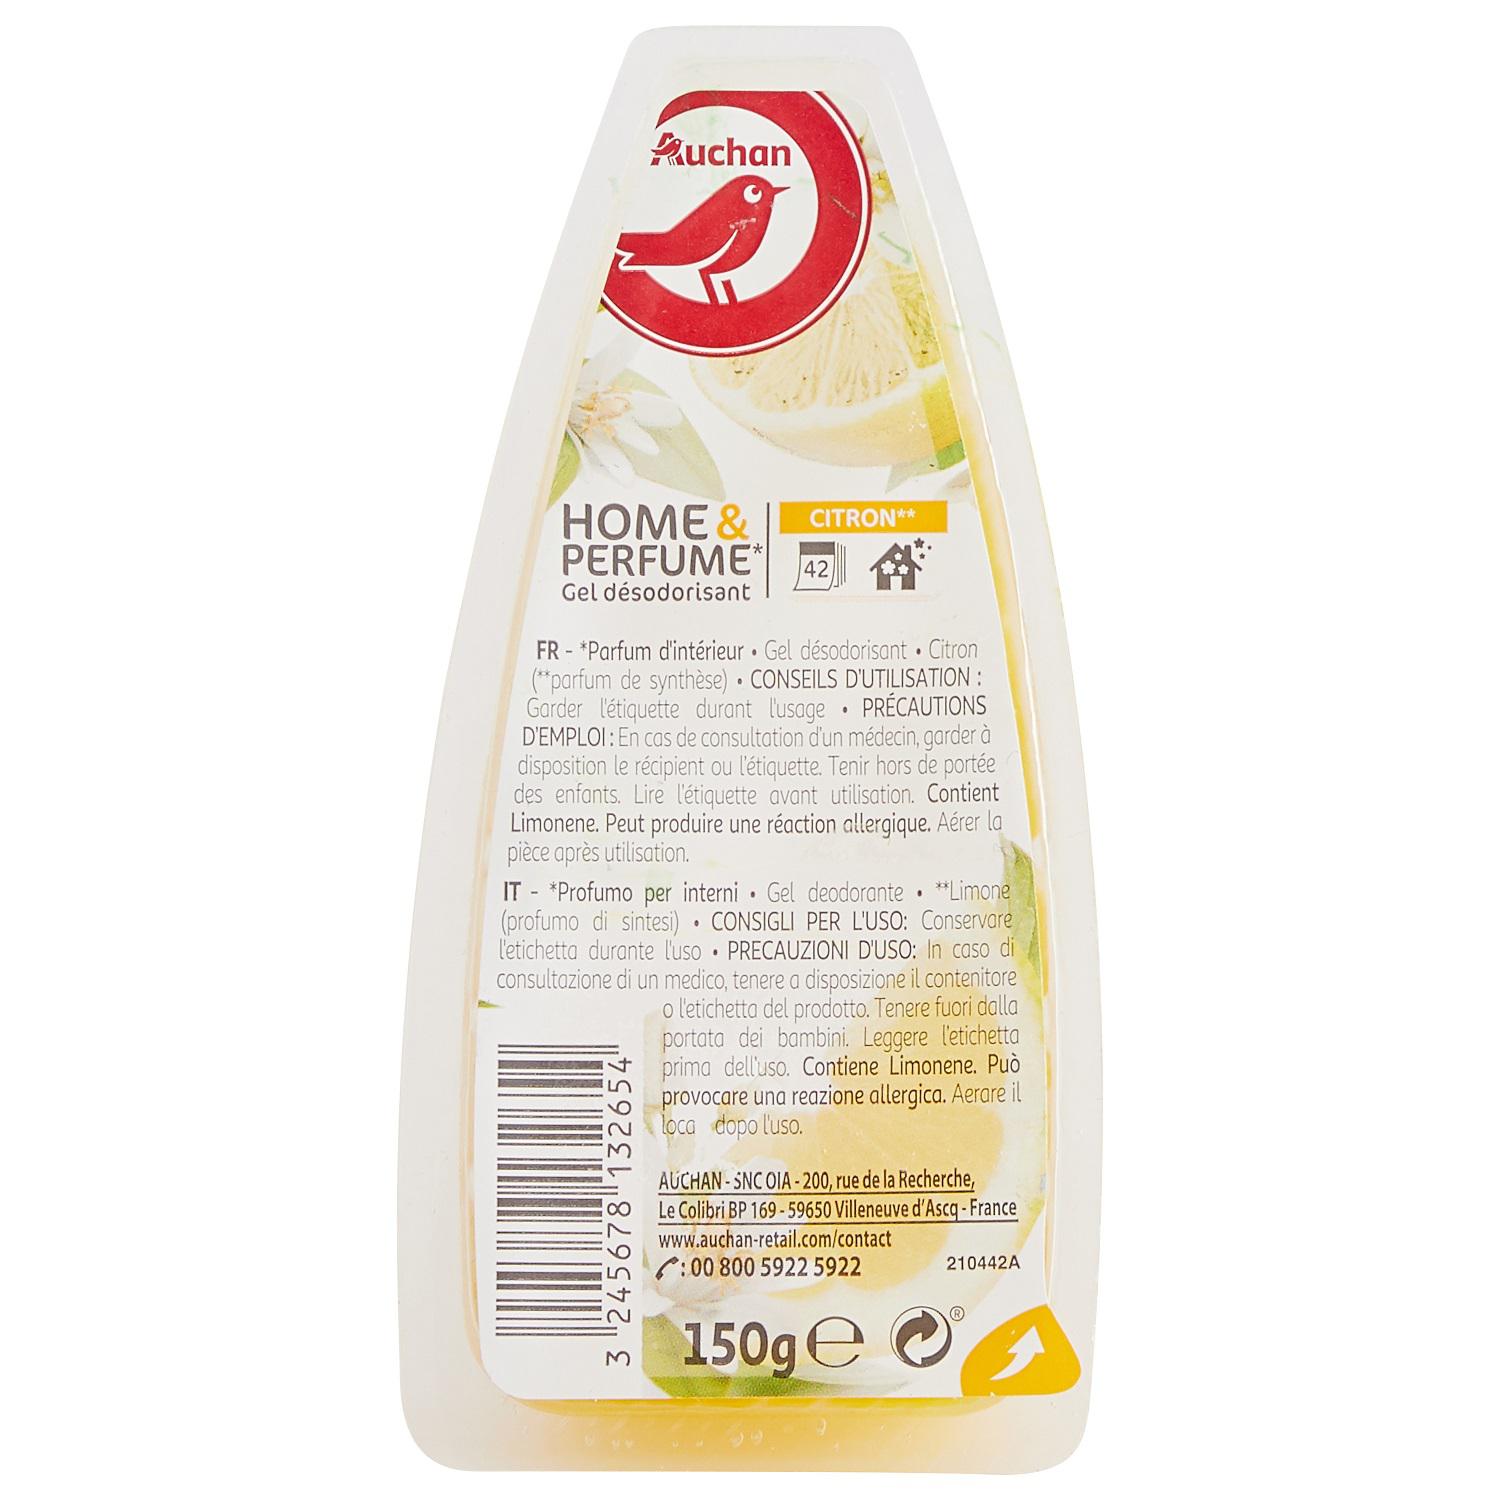 Auchan
HOME &
PERFUME*
Gel désodorisant
CITRON**
42
FR - *Parfum d'intérieur • Gel désodorisant • Citron
(**parfum de synthèse) • CONSEILS D'UTILISATION :
Garder l'étiquette durant l'usage • PRÉCAUTIONS
D'EMPLOI : En cas de consultation d'un médecin, garder à
disposition le récipient ou l'étiquette. Tenir hors de portée
des enfants. Lire l'étiquette avant utilisation. Contient
Limonene. Peut produire une réaction allergique. Aérer la
pièce après utilisation.
IT - *Profumo per interni • Gel deodorante • **Limone
(profumo di sintesi) • CONSIGLI PER L'USO: Conservare
l'etichetta durante l'uso • PRECAUZIONI D'USO: In caso di
consultazione di un medico, tenere a disposizione il contenitore
o l'etichetta del prodotto. Tenere fuori dalla
portata dei bambini. Leggere l'etichetta
prima dell'uso. Contiene Limonene. Può
provocare una reazione allergica. Aerare il
dopo l'uso.
AUCHAN - SNC OIA - 200, rue de la Recherche,
Le Colibri BP 169 - 59650 Villeneuve d'Ascq - France
www.auchan-retail.com/contact
: 00 800 5922 5922
210442A
3 245678 132654
150g ℮
®